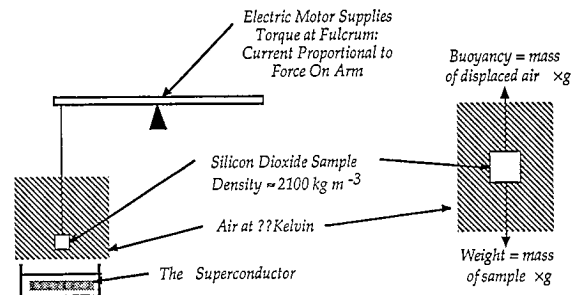 Electric Motor Supplies
Torque at Fulcrum:
Current Proportional to
Force On Arm
Buoyancy = mass
of displaced air ×g
Silicon Dioxide Sample
Density ≈ 2100 kg m⁻³
Air at ??Kelvin
The Superconductor
Weight = mass
of sample ×g